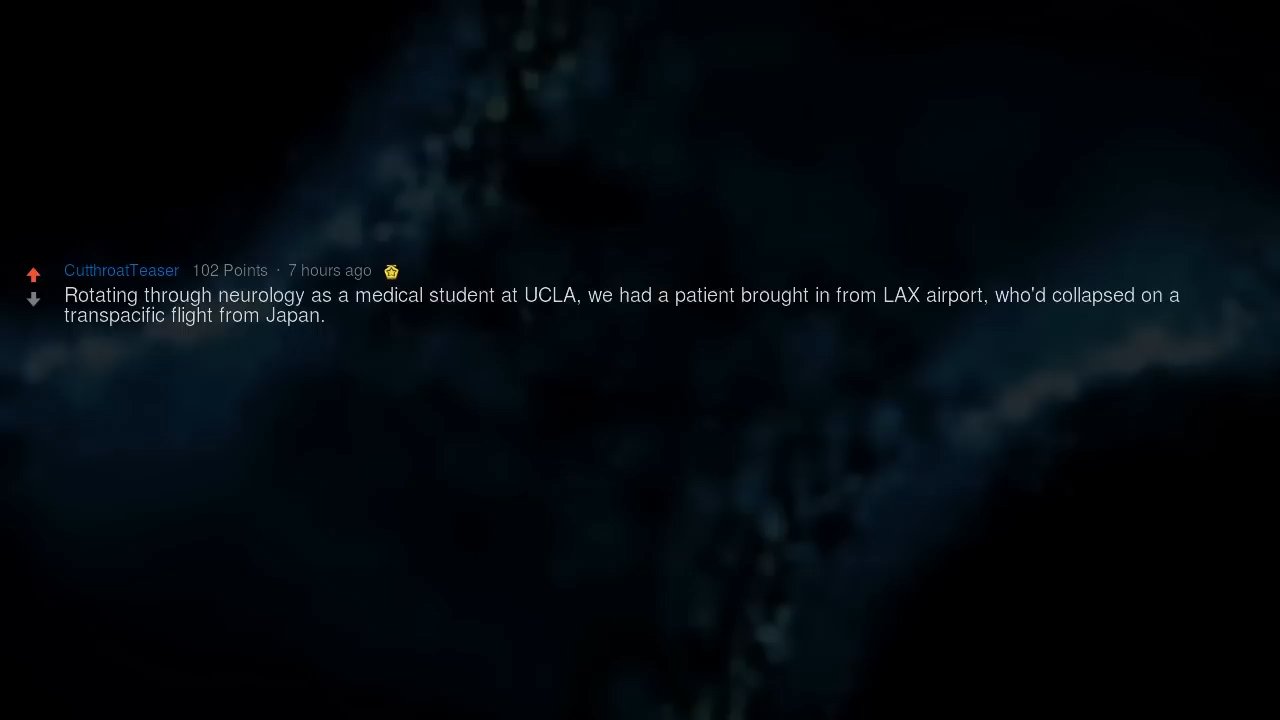 CutthroatTeaser 102 Points · 7 hours ago
Rotating through neurology as a medical student at UCLA, we had a patient brought in from LAX airport, who'd collapsed on a
transpacific flight from Japan.